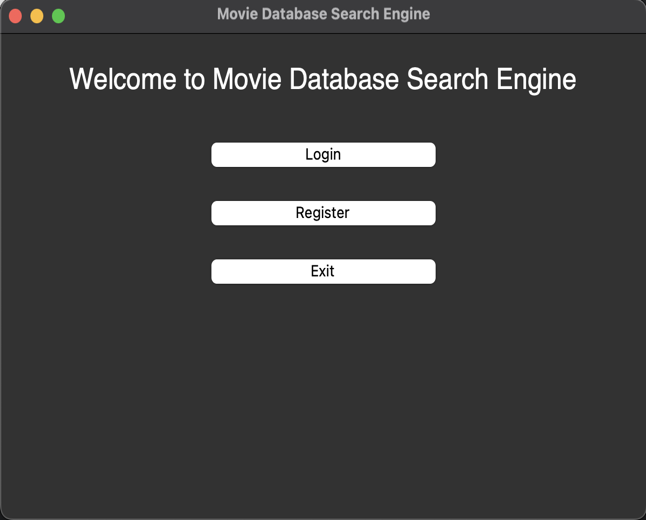 Movie Database Search Engine
Welcome to Movie Database Search Engine
Login
Register
Exit